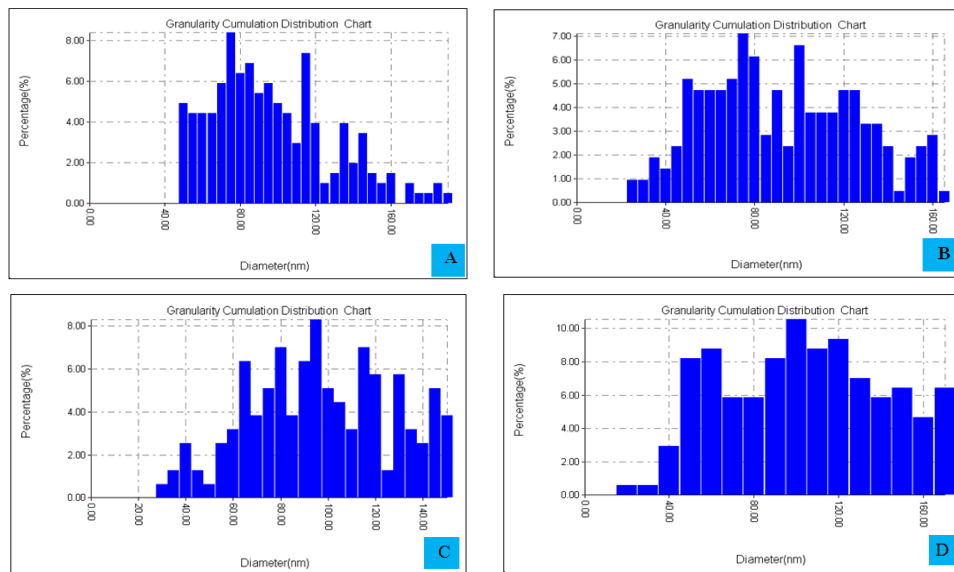 Granularity Cumulation Distribution Chart
Percentage(%)
8.00
6.00
4.00
2.00
0.00
0.00
40.00
80.00
120.00
160.00
Diameter(nm)
A
Granularity Cumulation Distribution Chart
Percentage(%)
7.00
6.00
5.00
4.00
3.00
2.00
1.00
0.00
0.00
40.00
80.00
120.00
160.00
Diameter(nm)
B
Granularity Cumulation Distribution Chart
Percentage(%)
8.00
6.00
4.00
2.00
0.00
0.00
20.00
40.00
60.00
80.00
100.00
120.00
140.00
Diameter(nm)
C
Granularity Cumulation Distribution Chart
Percentage(%)
10.00
8.00
6.00
4.00
2.00
0.00
0.00
40.00
80.00
120.00
160.00
Diameter(nm)
D